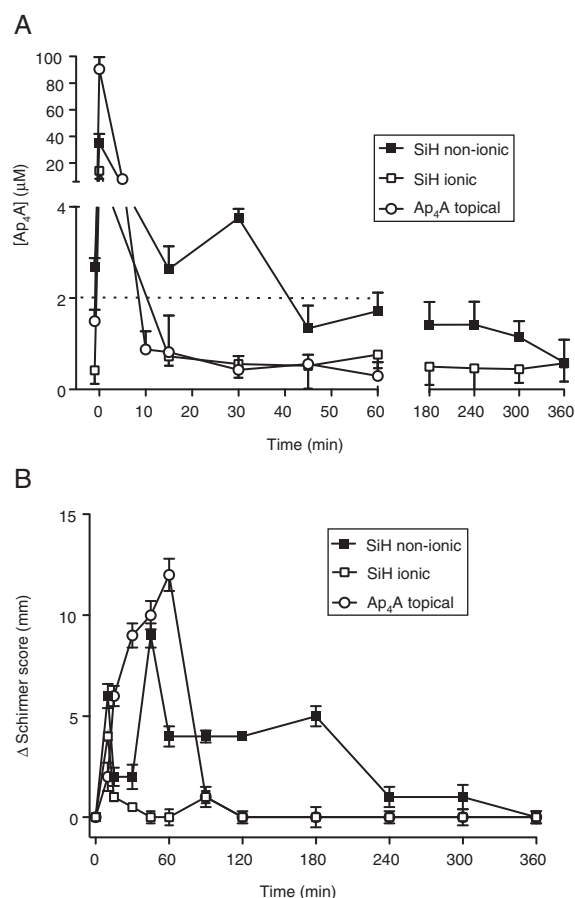 A
100
80
60
40
20
4
2
0
[Ap₄A] (μM)
SiH non-ionic
SiH ionic
Ap₄A topical
0 10 20 30 40 50 60 180 240 300 360
Time (min)
B
15
10
5
0
Δ Schirmer score (mm)
SiH non-ionic
SiH ionic
Ap₄A topical
0 60 120 180 240 300 360
Time (min)